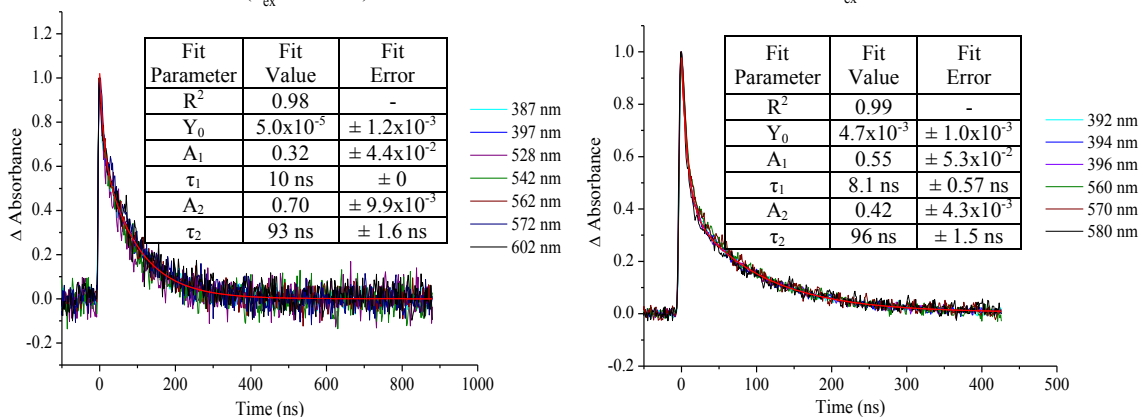 ex
ex
Δ Absorbance
1.0
0.8
0.6
0.4
0.2
0.0
-0.2
Fit Parameter Fit Value Fit Error
R² 0.98 -
Y₀ 5.0x10⁻⁵ ± 1.2x10⁻³
A₁ 0.32 ± 4.4x10⁻²
τ₁ 10 ns ± 0
A₂ 0.70 ± 9.9x10⁻³
τ₂ 93 ns ± 1.6 ns
387 nm
397 nm
528 nm
542 nm
562 nm
572 nm
602 nm
0 200 400 600 800 1000
Time (ns)
Δ Absorbance
1.0
0.8
0.6
0.4
0.2
0.0
-0.2
Fit Parameter Fit Value Fit Error
R² 0.99 -
Y₀ 4.7x10⁻³ ± 1.0x10⁻³
A₁ 0.55 ± 5.3x10⁻²
τ₁ 8.1 ns ± 0.57 ns
A₂ 0.42 ± 4.3x10⁻³
τ₂ 96 ns ± 1.5 ns
392 nm
394 nm
396 nm
560 nm
570 nm
580 nm
0 100 200 300 400 500
Time (ns)